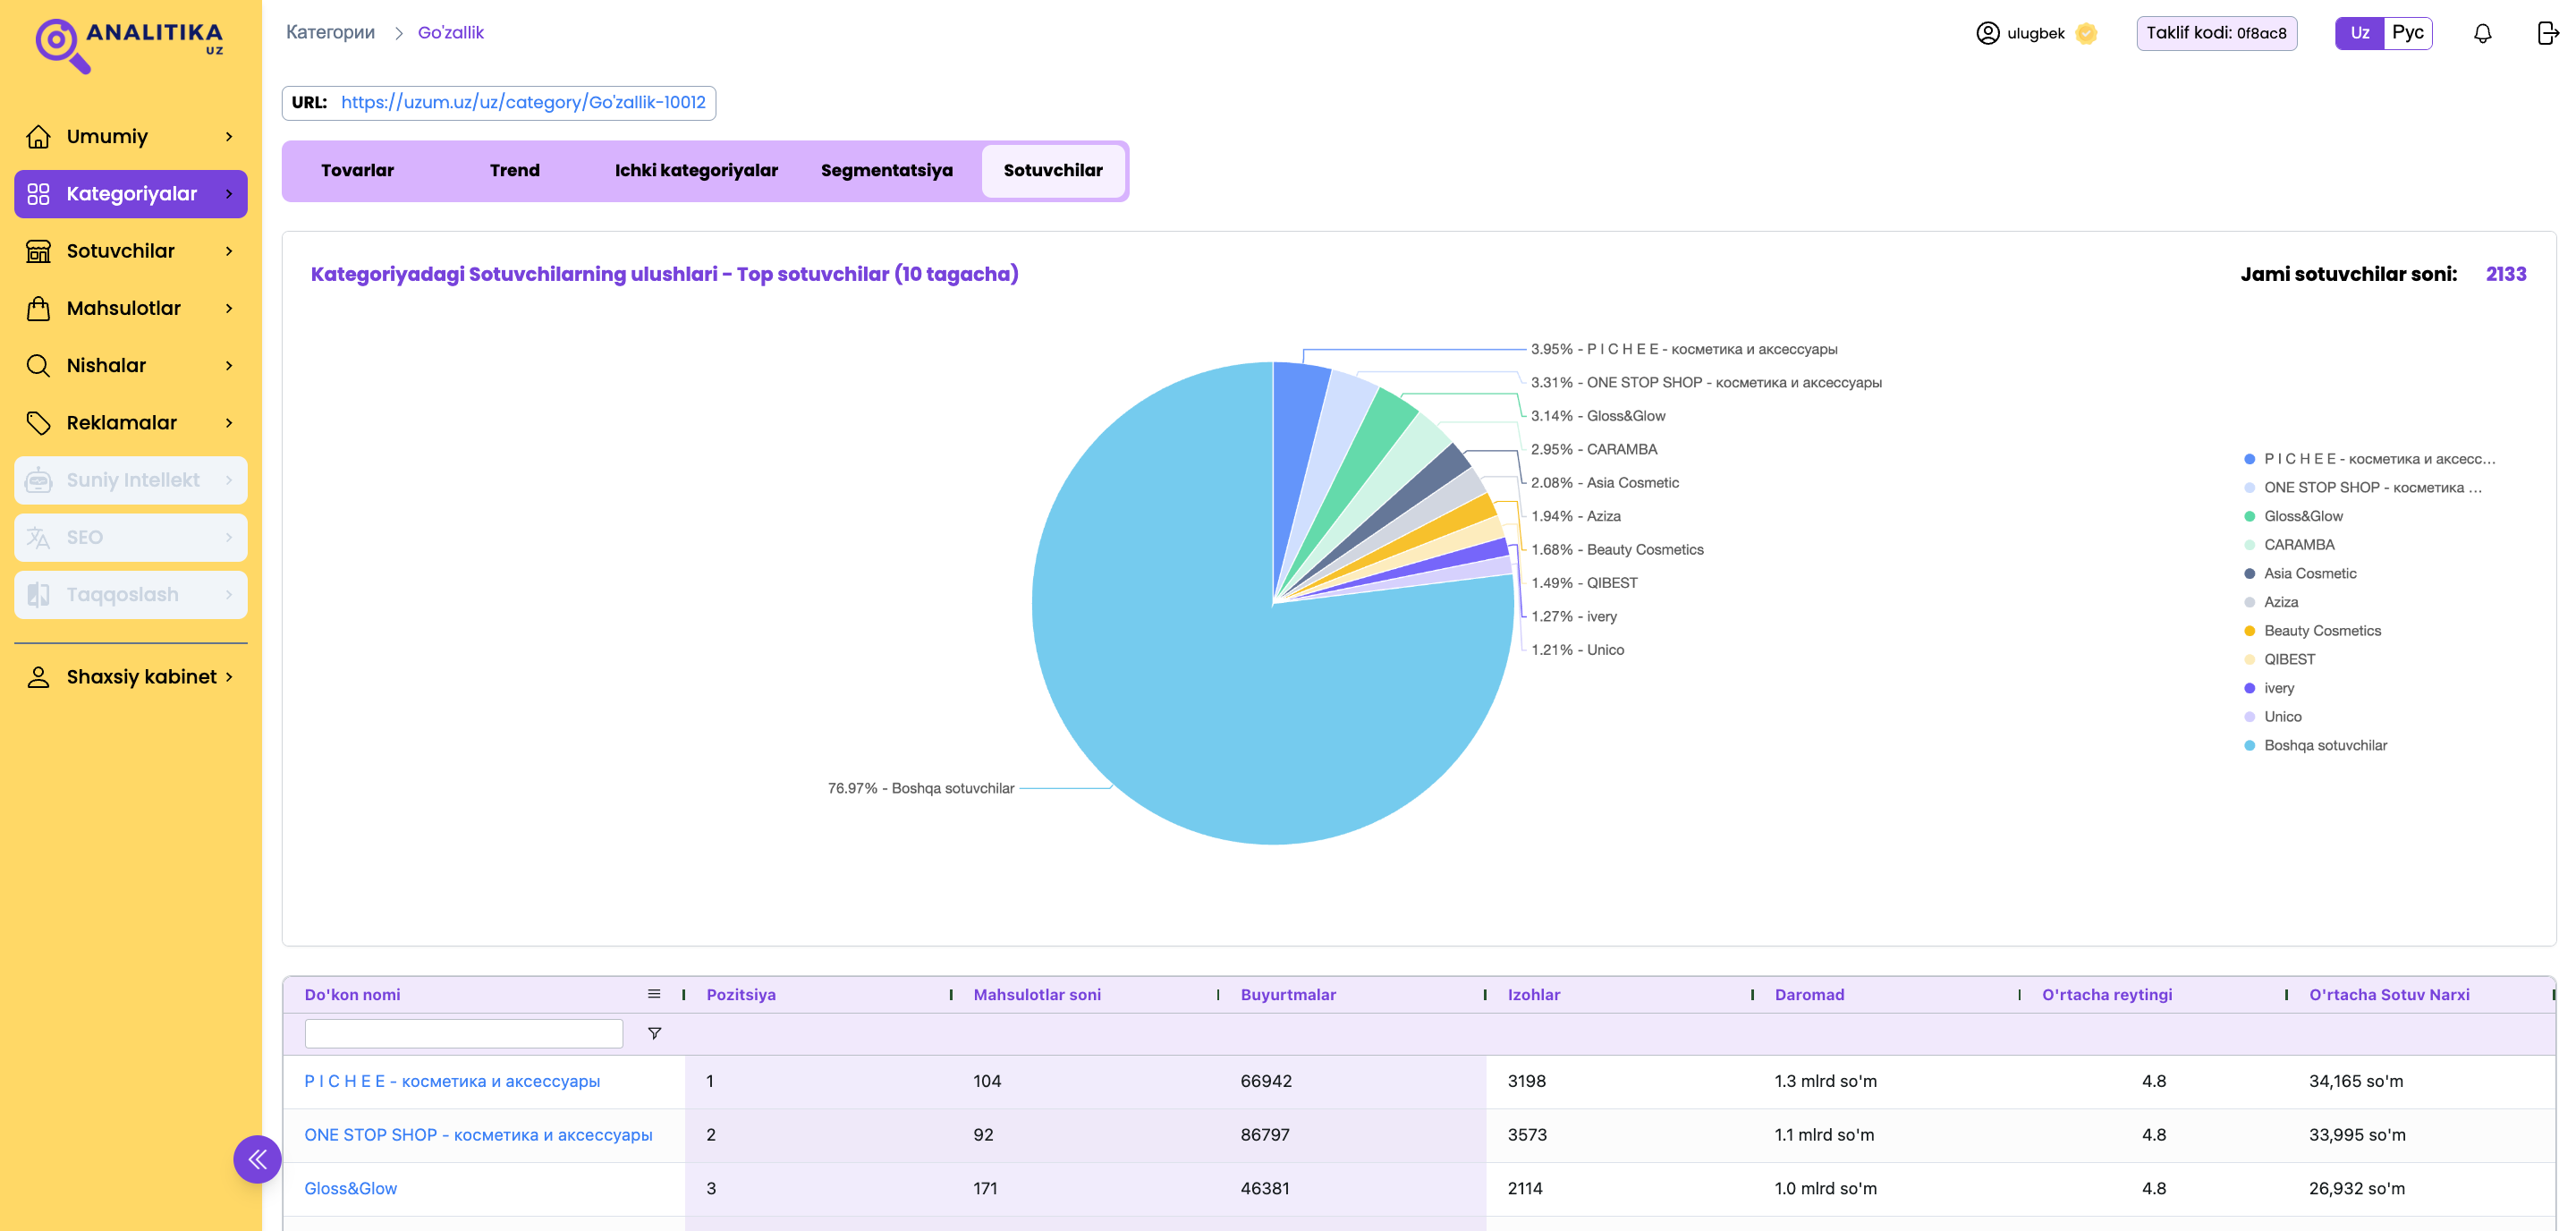 ANALITIKA
UZ
Категории > Go'zallik
ulugbek
Taklif kodi: 0f8ac8
Uz Рус
URL: https://uzum.uz/uz/category/Go'zallik-10012
Umumiy
Kategoriyalar
Sotuvchilar
Mahsulotlar
Nishalar
Reklamalar
Suniy Intellekt
SEO
Taqqoslash
Shaxsiy kabinet
Tovarlar Trend Ichki kategoriyalar Segmentatsiya Sotuvchilar
Kategoriyadagi Sotuvchilarning ulushlari - Top sotuvchilar (10 tagacha)
Jami sotuvchilar soni: 2133
3.95% - P I C H E E - косметика и аксессуары
3.31% - ONE STOP SHOP - косметика и аксессуары
3.14% - Gloss&Glow
2.95% - CARAMBA
2.08% - Asia Cosmetic
1.94% - Aziza
1.68% - Beauty Cosmetics
1.49% - QIBEST
1.27% - ivery
1.21% - Unico
76.97% - Boshqa sotuvchilar
P I C H E E - косметика и аксесс...
ONE STOP SHOP - косметика ...
Gloss&Glow
CARAMBA
Asia Cosmetic
Aziza
Beauty Cosmetics
QIBEST
ivery
Unico
Boshqa sotuvchilar
Do'kon nomi Pozitsiya Mahsulotlar soni Buyurtmalar Izohlar Daromad O'rtacha reytingi O'rtacha Sotuv Narxi
P I C H E E - косметика и аксессуары 1 104 66942 3198 1.3 mlrd so'm 4.8 34,165 so'm
ONE STOP SHOP - косметика и аксессуары 2 92 86797 3573 1.1 mlrd so'm 4.8 33,995 so'm
Gloss&Glow 3 171 46381 2114 1.0 mlrd so'm 4.8 26,932 so'm